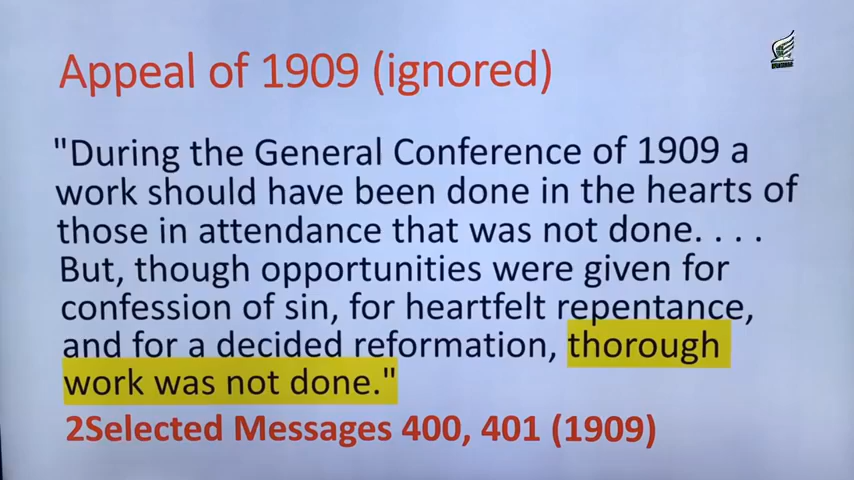 Appeal of 1909 (ignored)
"During the General Conference of 1909 a
work should have been done in the hearts of
those in attendance that was not done. . . .
But, though opportunities were given for
confession of sin, for heartfelt repentance,
and for a decided reformation, thorough
work was not done."
2Selected Messages 400, 401 (1909)